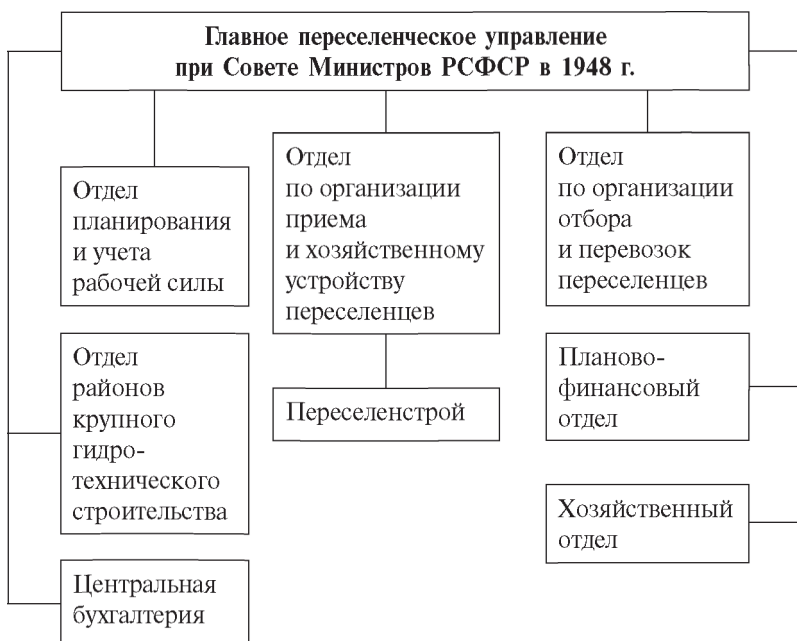 Главное переселенческое управление
при Совете Министров РСФСР в 1948 г.
Отдел
планирования
и учета
рабочей силы
Отдел
по организации
приема
и хозяйственному
устройству
переселенцев
Отдел
по организации
отбора
и перевозок
переселенцев
Отдел
районов
крупного
гидро-
технического
строительства
Переселенстрой
Планово-
финансовый
отдел
Хозяйственный
отдел
Центральная
бухгалтерия